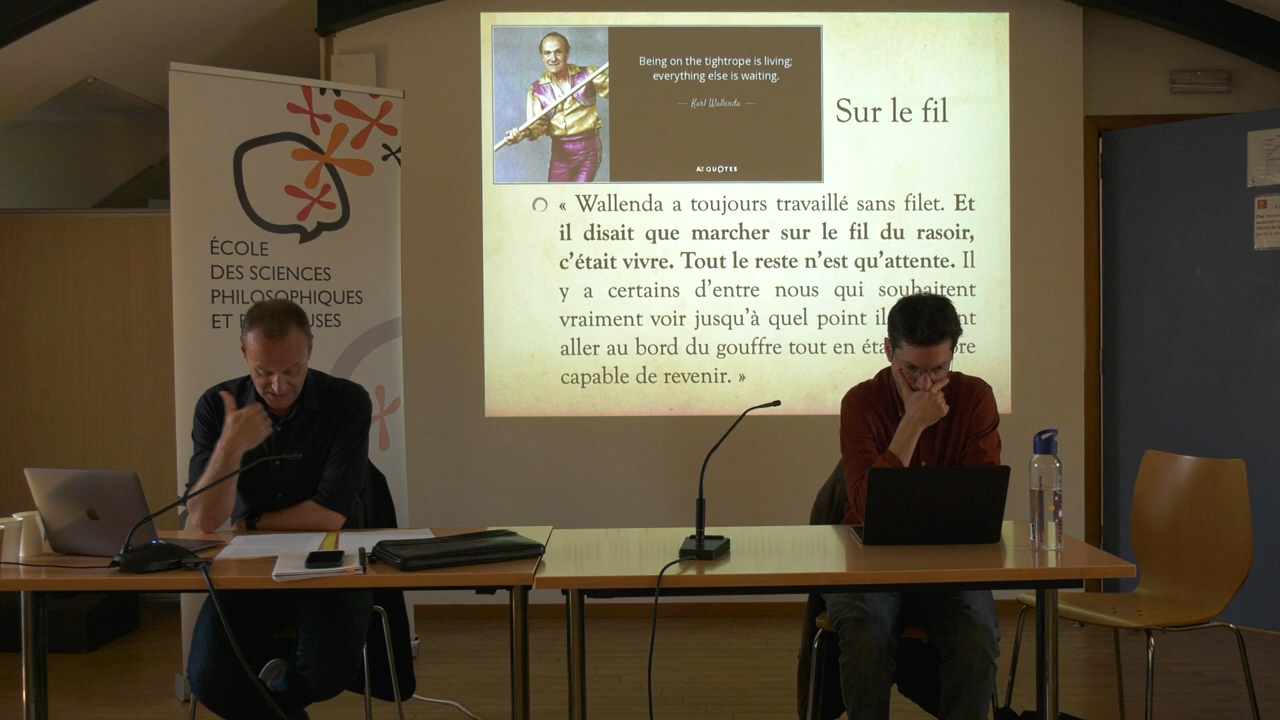 ÉCOLE
DES SCIENCES
PHILOSOPHIQUES
ET
USES
Being on the tightrope is living;
everything else is waiting.
— Karl Wallenda —
AZ QUOTES
Sur le fil
« Wallenda a toujours travaillé sans filet. Et
il disait que marcher sur le fil du rasoir,
c'était vivre. Tout le reste n'est qu'attente. Il
y a certains d'entre nous qui souhaitent
vraiment voir jusqu'à quel point
aller au bord du gouffre tout en
capable de revenir. »